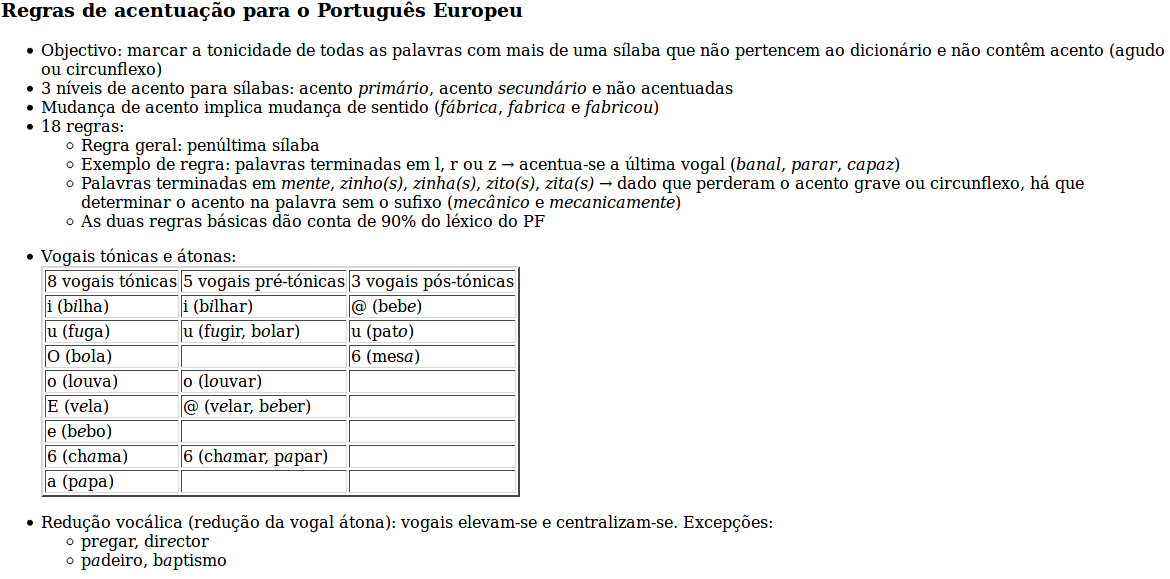 Regras de acentuação para o Português Europeu
• Objectivo: marcar a tonicidade de todas as palavras com mais de uma sílaba que não pertencem ao dicionário e não contêm acento (agudo
ou circunflexo)
• 3 níveis de acento para sílabas: acento primário, acento secundário e não acentuadas
• Mudança de acento implica mudança de sentido (fábrica, fabrica e fabricou)
• 18 regras:
◦ Regra geral: penúltima sílaba
◦ Exemplo de regra: palavras terminadas em l, r ou z → acentua-se a última vogal (banal, parar, capaz)
◦ Palavras terminadas em mente, zinho(s), zinha(s), zito(s), zita(s) → dado que perderam o acento grave ou circunflexo, há que
determinar o acento na palavra sem o sufixo (mecânico e mecanicamente)
◦ As duas regras básicas dão conta de 90% do léxico do PF
• Vogais tónicas e átonas:
8 vogais tónicas 5 vogais pré-tónicas 3 vogais pós-tónicas
i (bilha) i (bilhar) @ (bebe)
u (fuga) u (fugir, bolar) u (pato)
O (bola) 6 (mesa)
o (louva) o (louvar)
E (vela) @ (velar, beber)
e (bebo)
6 (chama) 6 (chamar, papar)
a (papa)
• Redução vocálica (redução da vogal átona): vogais elevam-se e centralizam-se. Excepções:
◦ pregar, director
◦ padeiro, baptismo